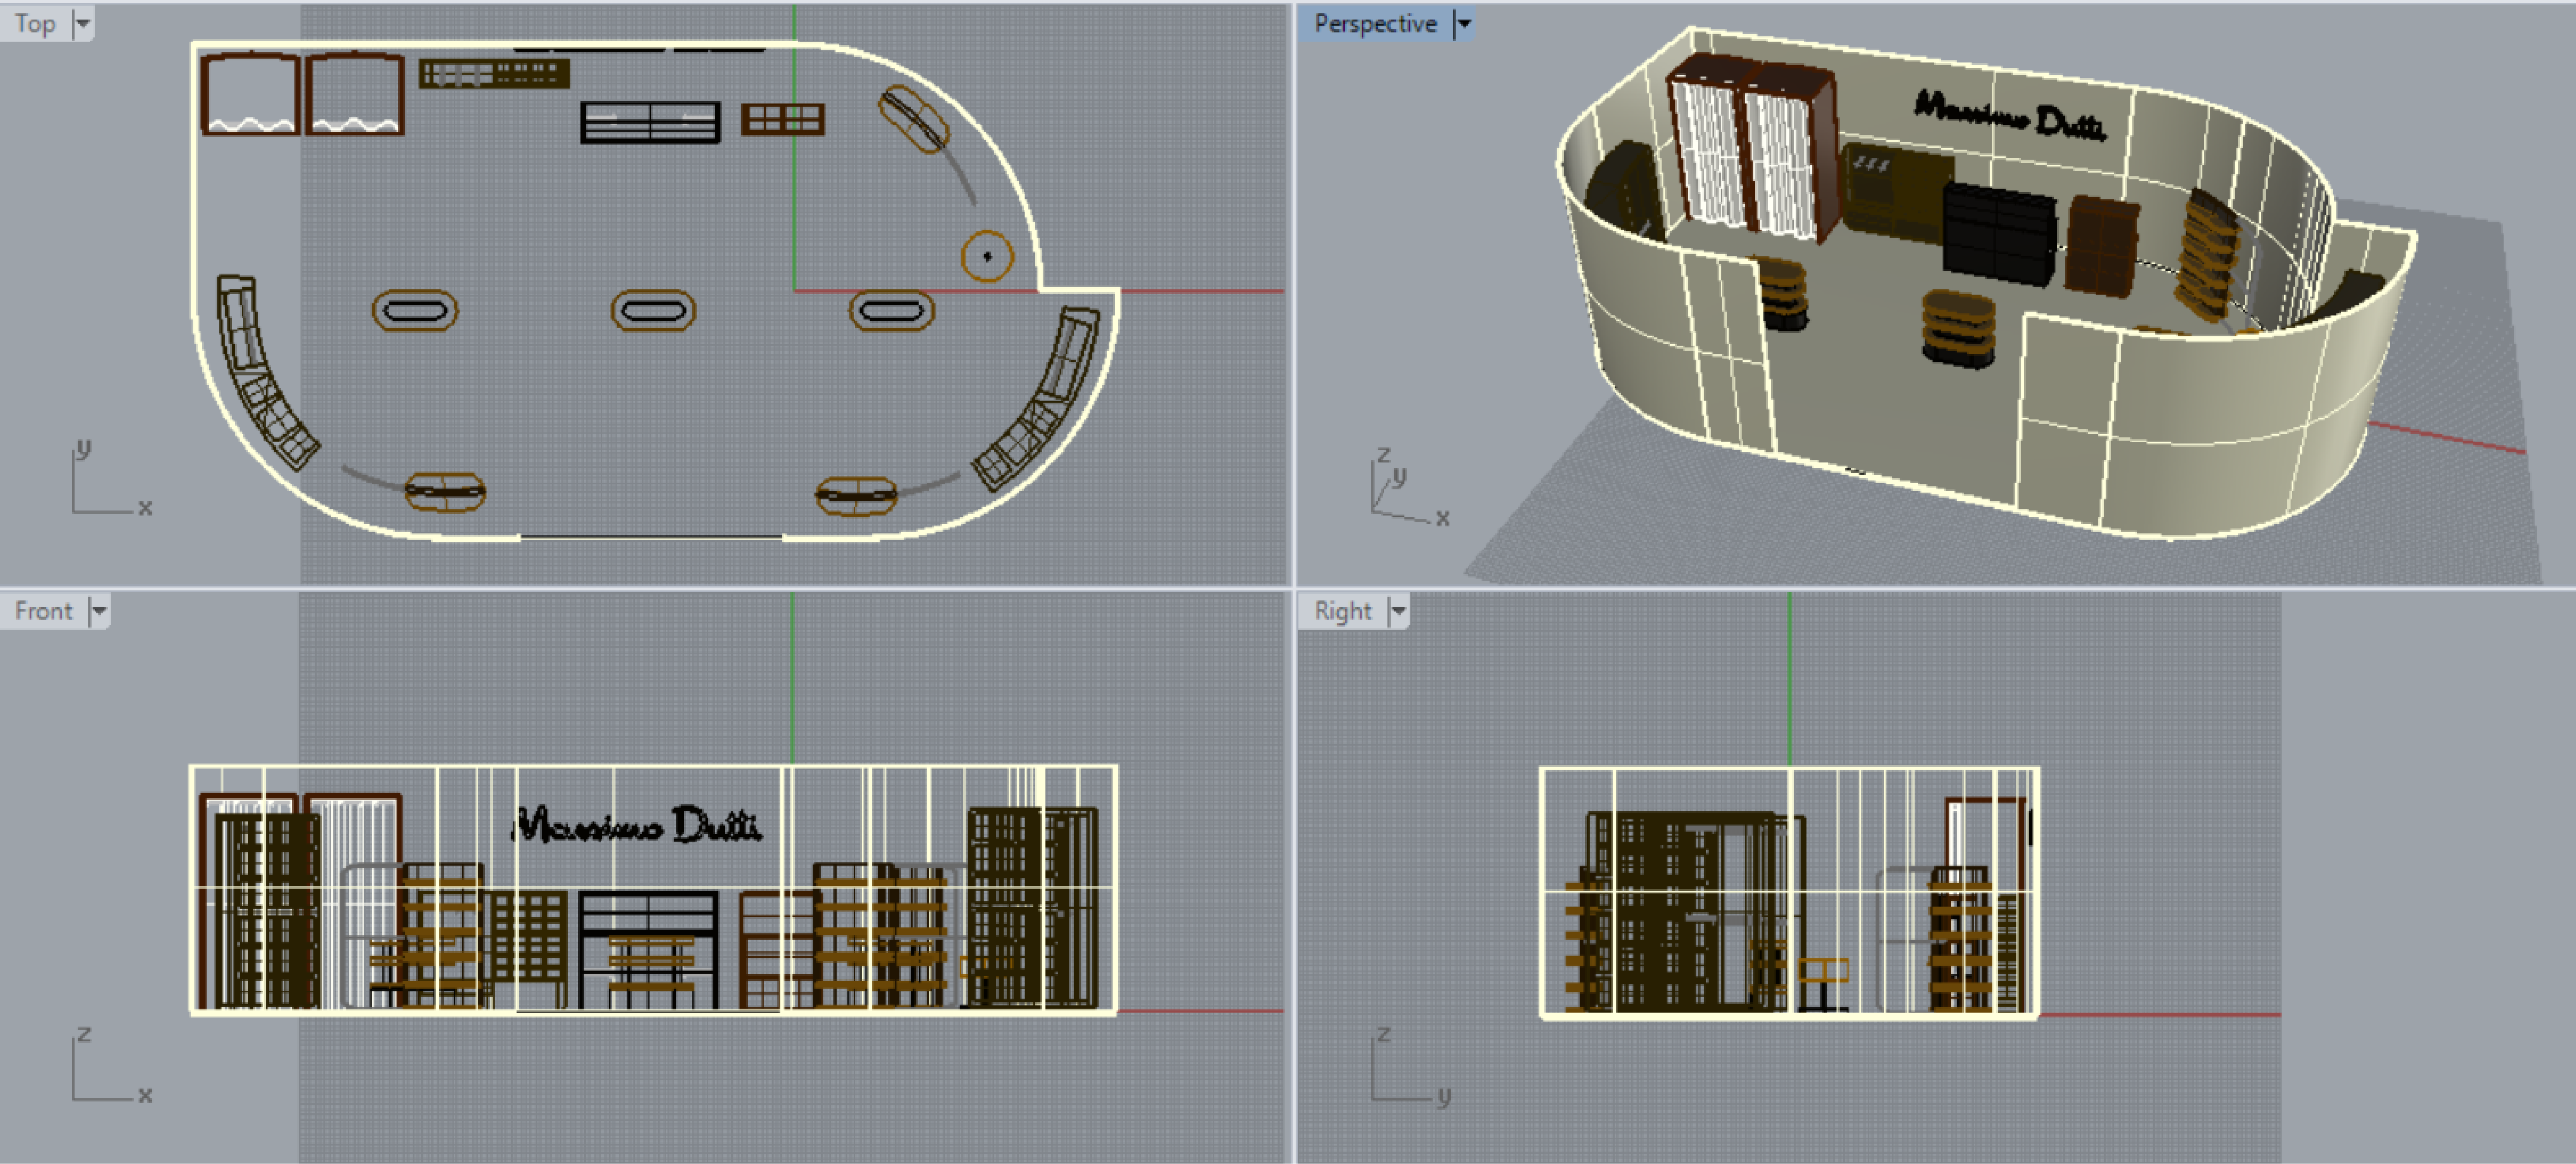 Top
Perspective
Massimo Dutti
y
x
z
y
x
Front
Right
Massimo Dutti
z
x
z
y